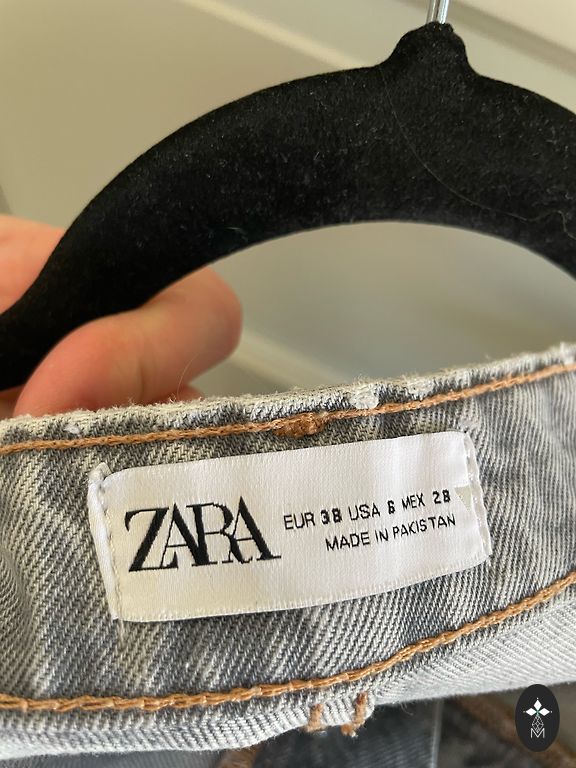 ZARA
EUR 38 USA 6 MEX 28
MADE IN PAKISTAN